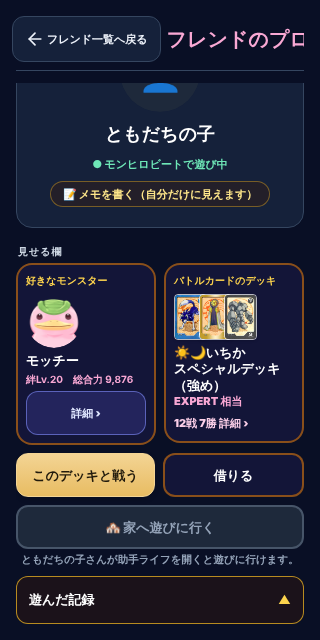 ← フレンド一覧へ戻る
フレンドのプロ
ともだちの子
● モンヒロビートで遊び中
📝 メモを書く（自分だけに見えます）
見せる欄
好きなモンスター
モッチー
絆Lv.20 総合力 9,876
詳細 ›
バトルカードのデッキ
☀️🌙いちか
スペシャルデッキ
（強め）
EXPERT 相当
12戦 7勝 詳細 ›
このデッキと戦う
借りる
🏘️ 家へ遊びに行く
ともだちの子さんが助手ライフを開くと遊びに行けます。
遊んだ記録
▲